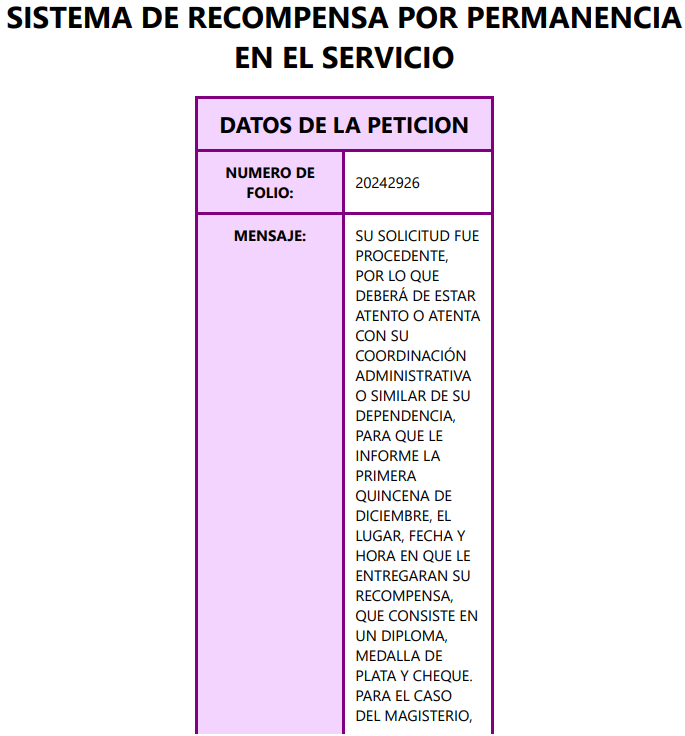 SISTEMA DE RECOMPENSA POR PERMANENCIA
EN EL SERVICIO
DATOS DE LA PETICION
NUMERO DE
FOLIO:
20242926
MENSAJE:
SU SOLICITUD FUE
PROCEDENTE,
POR LO QUE
DEBERÁ DE ESTAR
ATENTO O ATENTA
CON SU
COORDINACIÓN
ADMINISTRATIVA
O SIMILAR DE SU
DEPENDENCIA,
PARA QUE LE
INFORME LA
PRIMERA
QUINCENA DE
DICIEMBRE, EL
LUGAR, FECHA Y
HORA EN QUE LE
ENTREGARAN SU
RECOMPENSA,
QUE CONSISTE EN
UN DIPLOMA,
MEDALLA DE
PLATA Y CHEQUE.
PARA EL CASO
DEL MAGISTERIO,